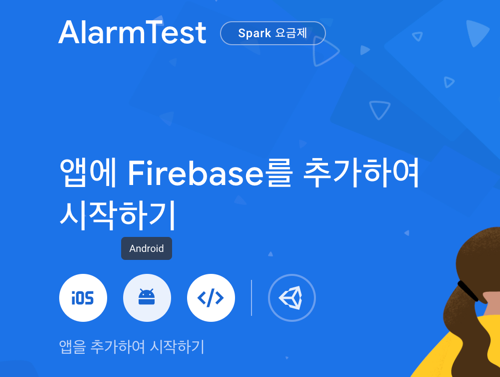 AlarmTest
Spark 요금제
앱에 Firebase를 추가하여
시작하기
Android
iOS
앱을 추가하여 시작하기